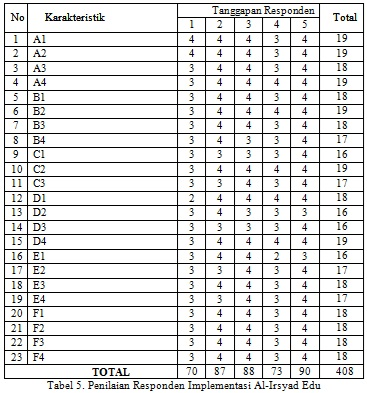 No Karakteristik Tanggapan Responden Total
1 2 3 4 5
1 A1 4 4 4 3 4 19
2 A2 4 4 4 3 4 19
3 A3 3 4 4 3 4 18
4 A4 3 4 4 4 4 19
5 B1 3 4 4 3 4 18
6 B2 3 4 4 4 4 19
7 B3 3 4 4 3 4 18
8 B4 3 4 3 3 4 17
9 C1 3 3 3 3 4 16
10 C2 3 4 4 4 4 19
11 C3 3 4 3 3 4 17
12 D1 2 4 4 4 4 18
13 D2 3 4 3 3 3 16
14 D3 3 3 3 3 4 16
15 D4 3 4 4 4 4 19
16 E1 3 4 4 2 3 16
17 E2 3 3 4 3 4 17
18 E3 3 4 4 3 4 18
19 E4 3 3 4 3 4 17
20 F1 3 4 4 3 4 18
21 F2 3 4 4 3 4 18
22 F3 3 4 4 3 4 18
23 F4 3 4 4 3 4 18
TOTAL 70 87 88 73 90 408
Tabel 5. Penilaian Responden Implementasi Al-Irsyad Edu